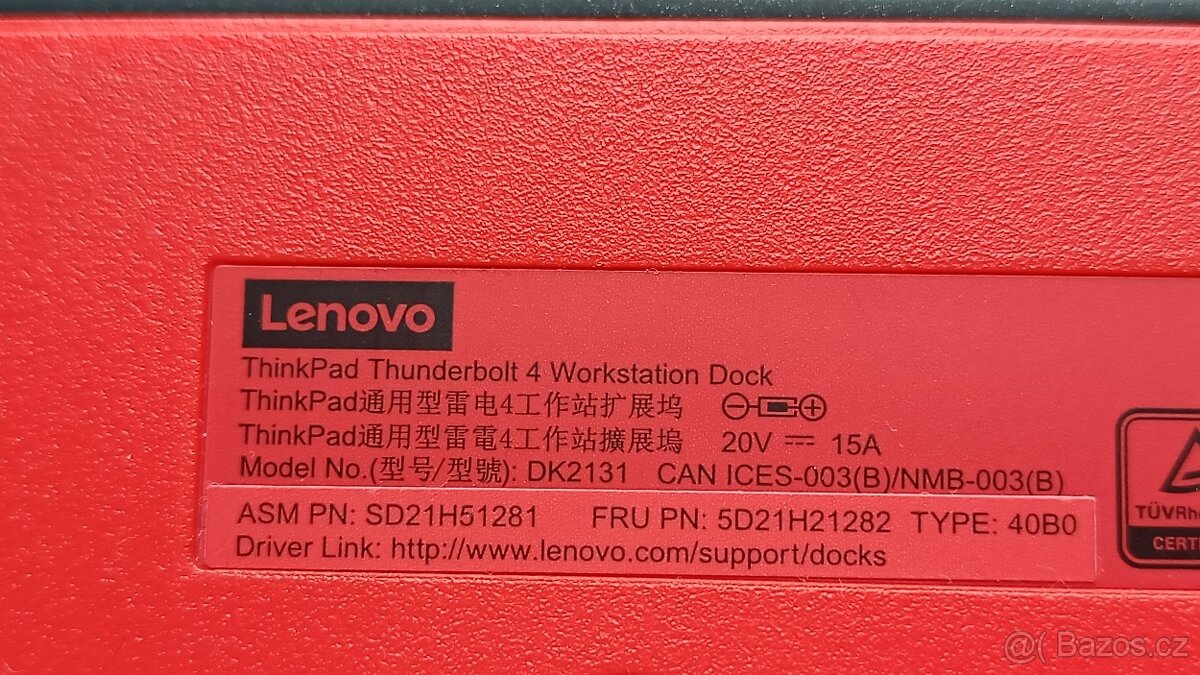 Lenovo
ThinkPad Thunderbolt 4 Workstation Dock
ThinkPad通用型雷电4工作站扩展坞
ThinkPad通用型雷電4工作站擴展塢 20V 15A
Model No.(型号/型號): DK2131 CAN ICES-003(B)/NMB-003(B)
ASM PN: SD21H51281 FRU PN: 5D21H21282 TYPE: 40B0
Driver Link: http://www.lenovo.com/support/docks
TÜVRh
CERT
@( Bazos.cz